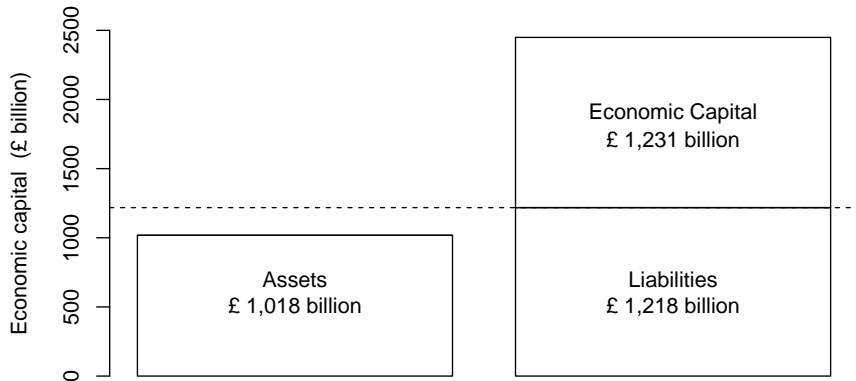 Economic capital (£ billion)
2500
2000
1500
1000
500
0
Economic Capital
£ 1,231 billion
Assets
£ 1,018 billion
Liabilities
£ 1,218 billion